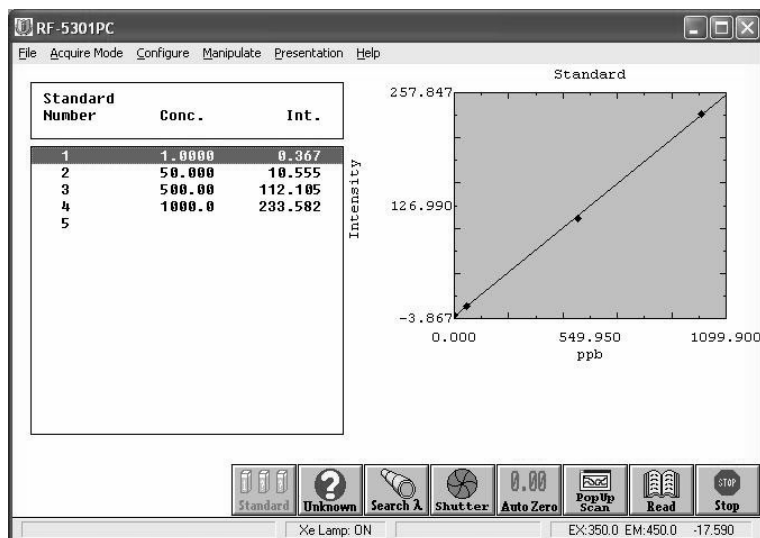 RF-5301PC
File Acquire Mode Configure Manipulate Presentation Help
Standard
Number Conc. Int.
1 1.0000 0.367
2 50.000 10.555
3 500.00 112.105
4 1000.0 233.582
5
Standard
257.847
Intensity
126.990
-3.867
0.000 549.950 1099.900
ppb
Standard
Unknown
Search λ
Shutter
0.00
Auto Zero
PopUp
Scan
Read
STOP
Stop
Xe Lamp: ON EX:350.0 EM:450.0 -17.590